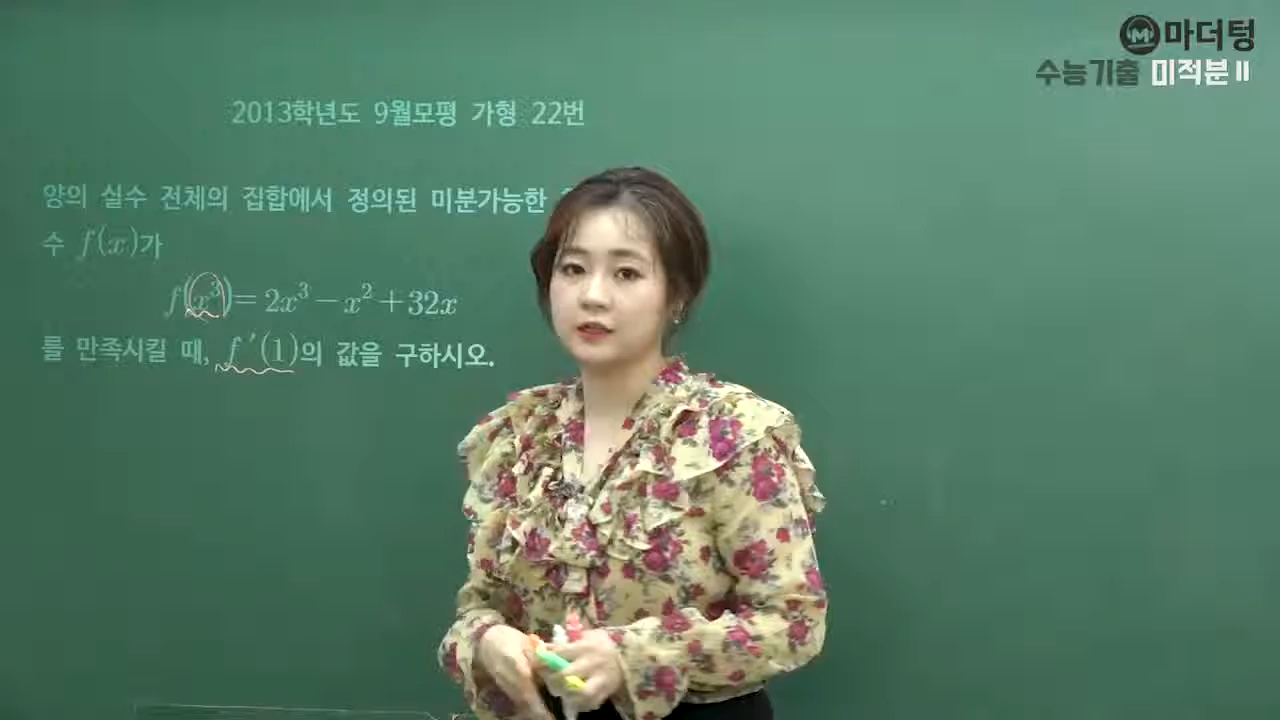 마더텅
수능기출 미적분 II
2013학년도 9월모평 가형 22번
양의 실수 전체의 집합에서 정의된 미분가능한
수 f(x)가
f(x³)=2x³−x²+32x
를 만족시킬 때, f′(1)의 값을 구하시오.